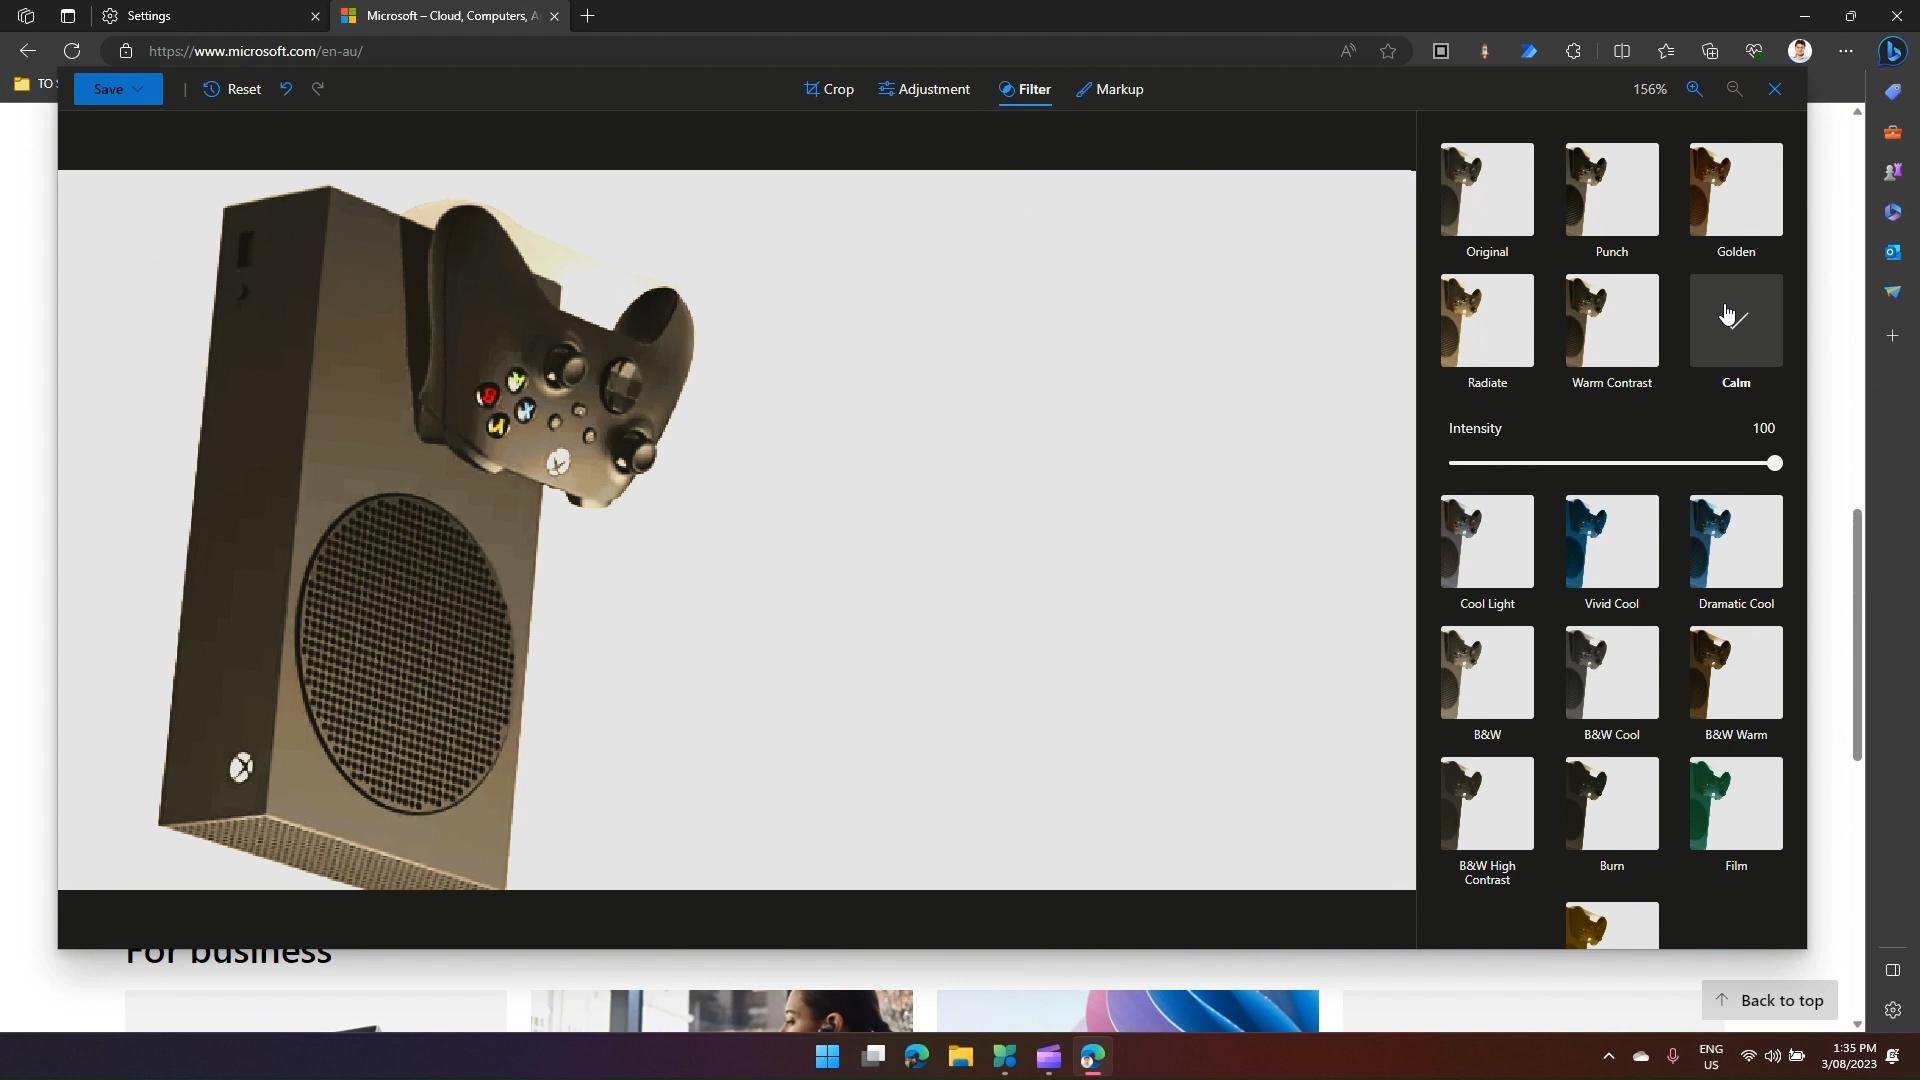 Settings
Microsoft – Cloud, Computers, A
https://www.microsoft.com/en-au/
TO
Save
Reset
Crop
Adjustment
Filter
Markup
156%
Original
Punch
Golden
Radiate
Warm Contrast
Calm
Intensity
100
Cool Light
Vivid Cool
Dramatic Cool
B&W
B&W Cool
B&W Warm
B&W High
Contrast
Burn
Film
B
A
X
Y
For business
Back to top
ENG
US
1:35 PM
3/08/2023